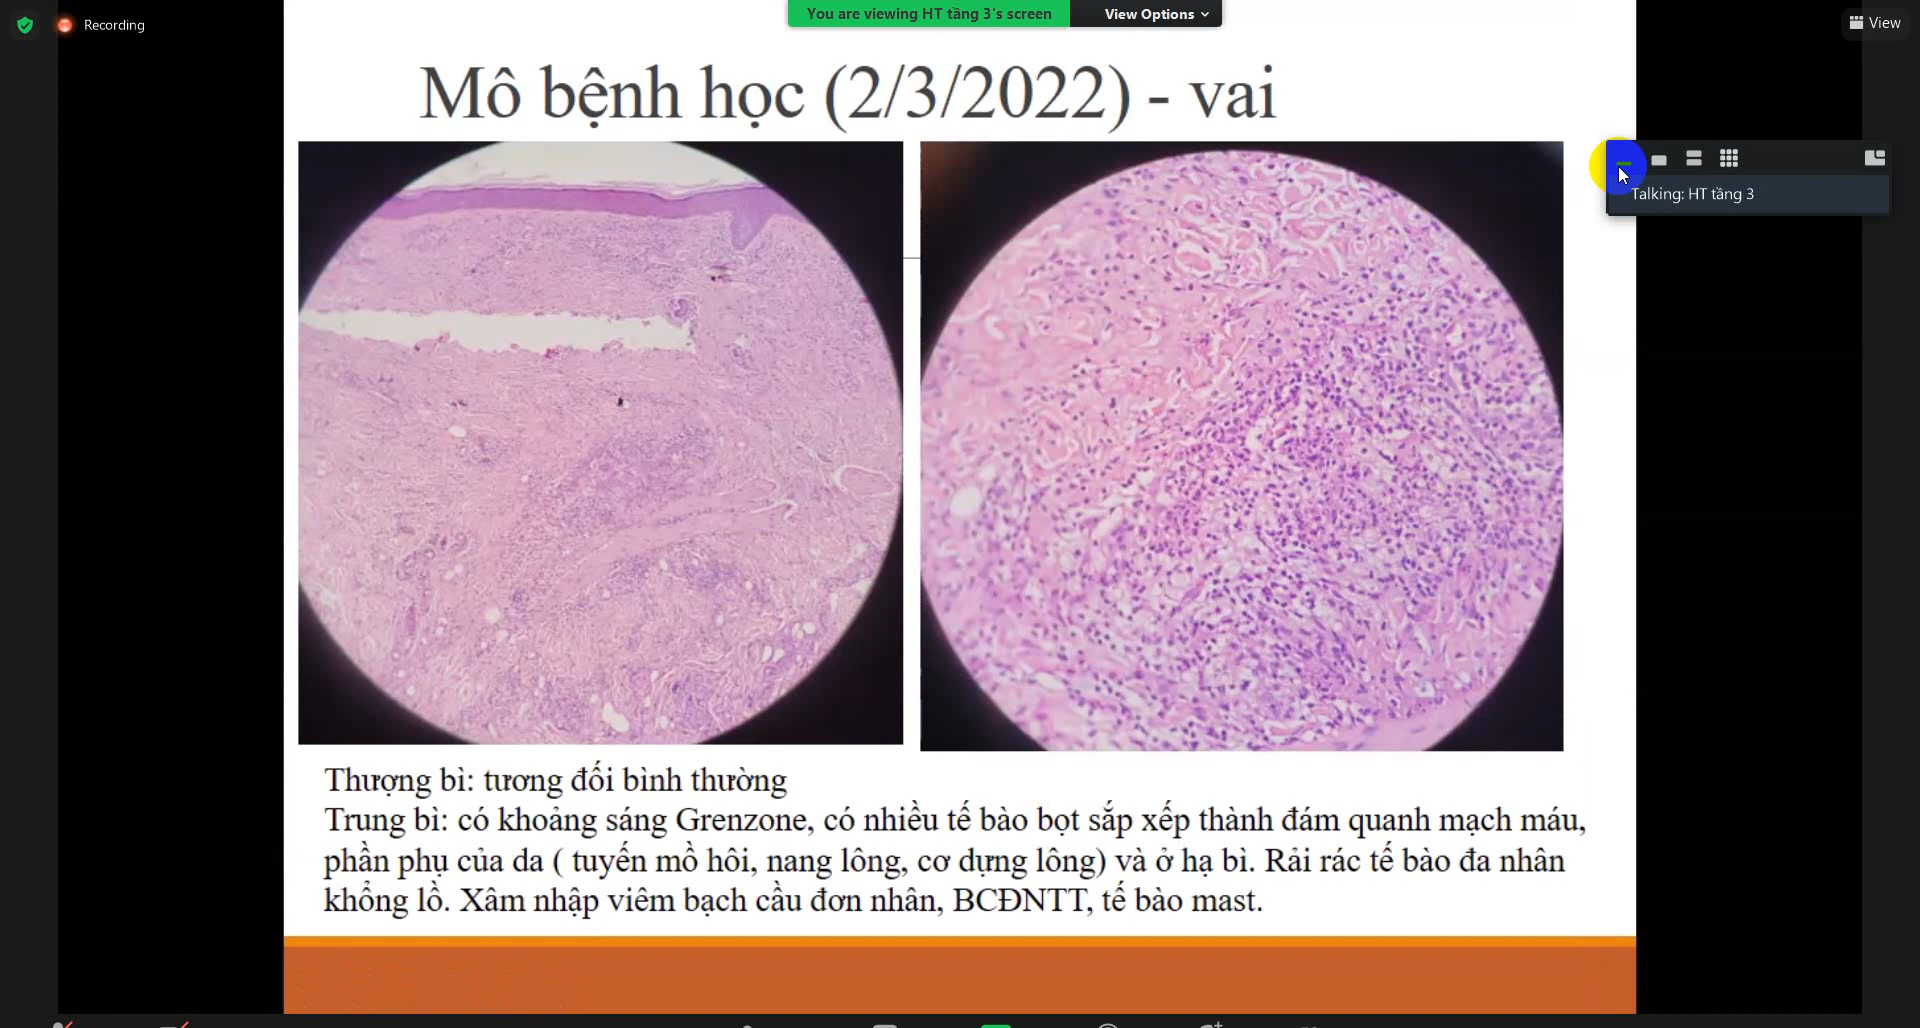 You are viewing HT tầng 3's screen
View Options
Recording
View
Mô bệnh học (2/3/2022) - vai
Talking: HT tầng 3
Thượng bì: tương đối bình thường
Trung bì: có khoảng sáng Grenzone, có nhiều tế bào bọt sắp xếp thành đám quanh mạch máu,
phần phụ của da ( tuyến mồ hôi, nang lông, cơ dựng lông) và ở hạ bì. Rải rác tế bào đa nhân
khổng lồ. Xâm nhập viêm bạch cầu đơn nhân, BCĐNTT, tế bào mast.